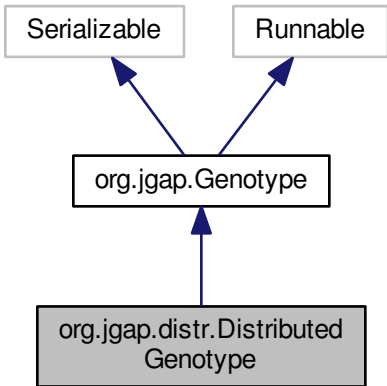 Serializable
Runnable
org.jgap.Genotype
org.jgap.distr.Distributed
Genotype